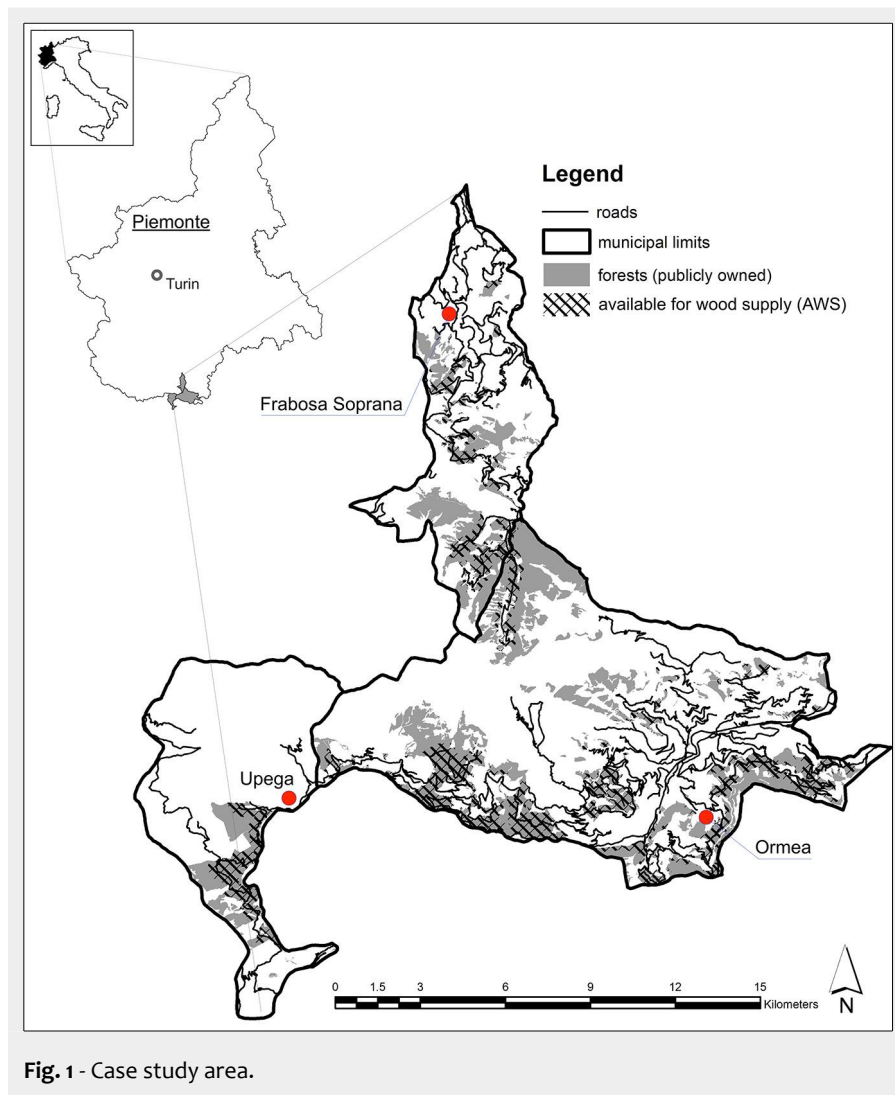 Piemonte
Turin
Legend
roads
municipal limits
forests (publicly owned)
available for wood supply (AWS)
Frabosa Soprana
Upega
Ormea
0 1.5 3 6 9 12 15
Kilometers
N
Fig. 1 - Case study area.